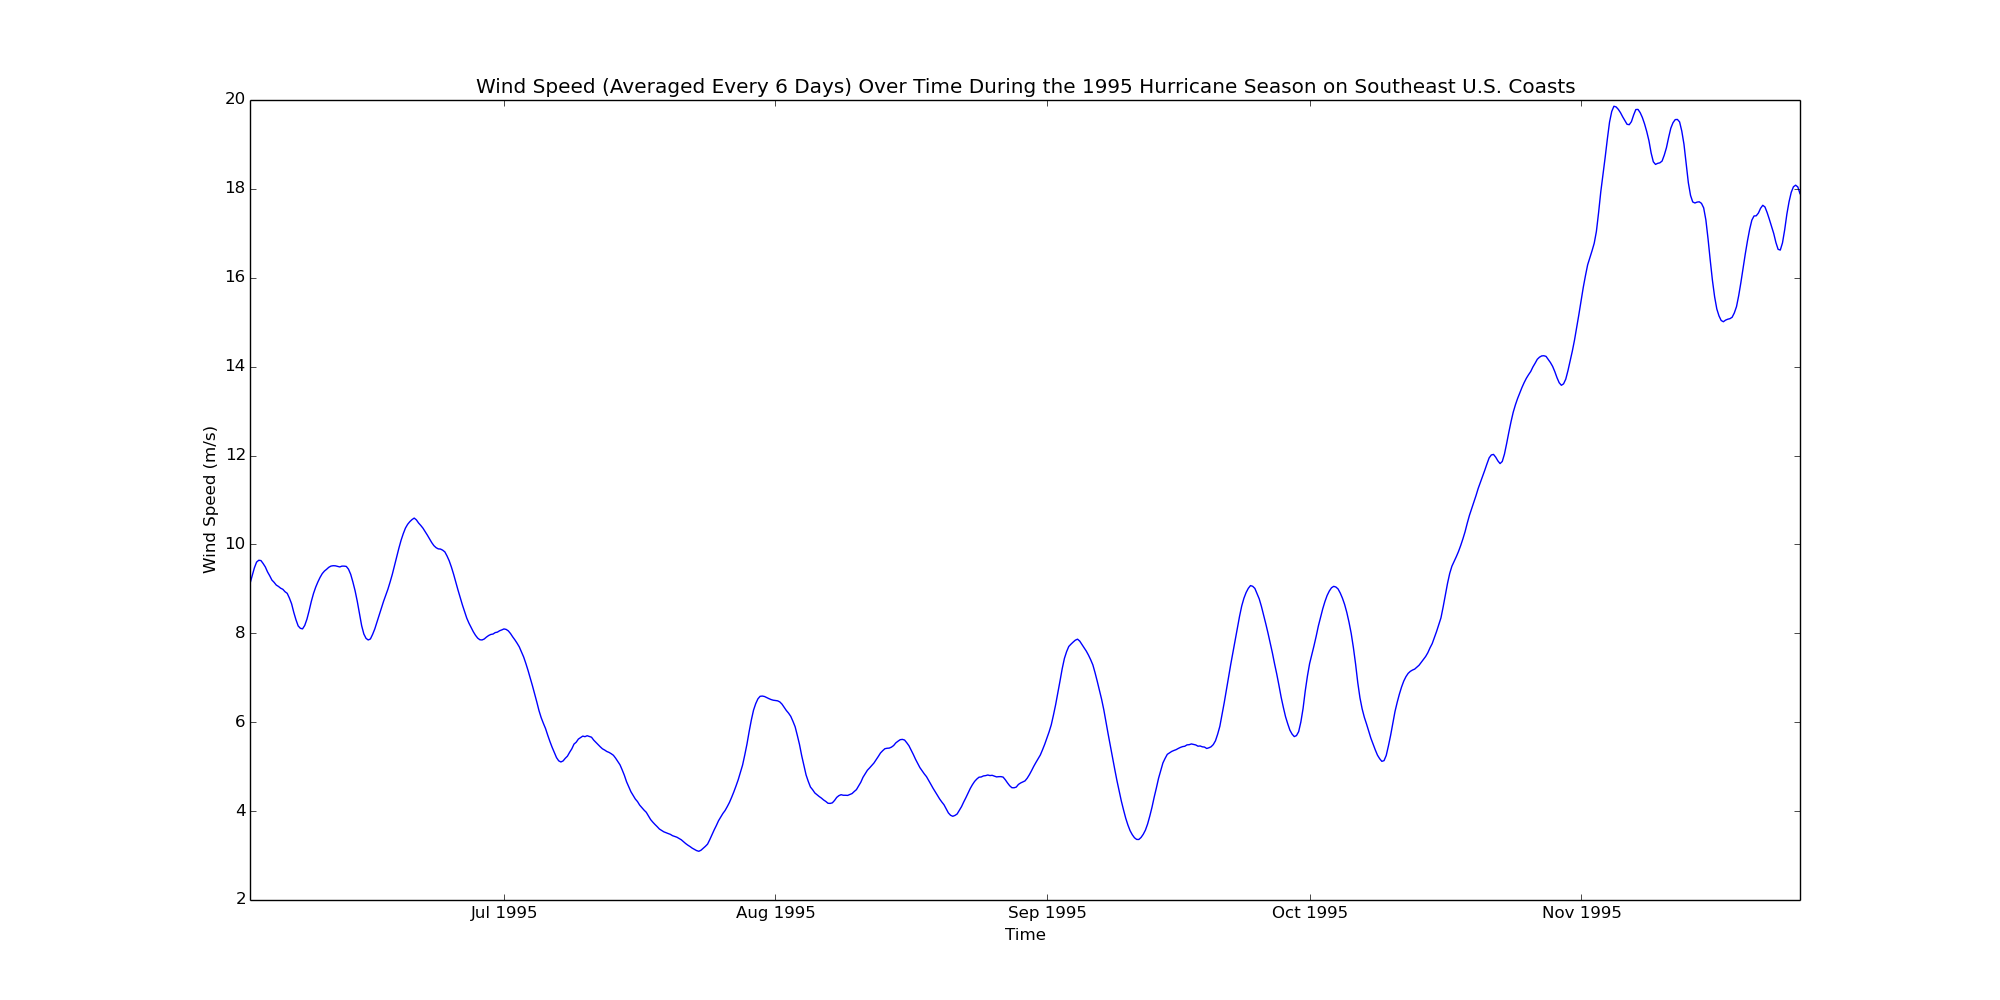 Wind Speed (Averaged Every 6 Days) Over Time During the 1995 Hurricane Season on Southeast U.S. Coasts
20
18
16
14
12
10
8
6
4
2
Wind Speed (m/s)
Jul 1995 Aug 1995 Sep 1995 Oct 1995 Nov 1995
Time